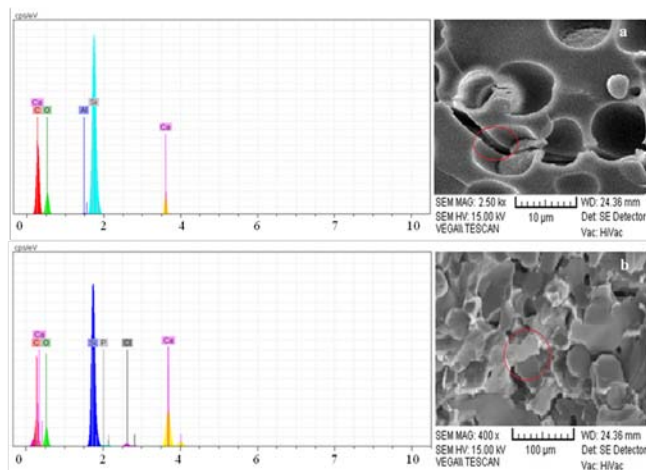 cps/eV
Ca
C O Al Si Ca
0 2 4 6 8 10
a
SEM MAG: 2.50 kx WD: 24.36 mm
SEM HV: 15.00 kV 10 µm Det: SE Detector
VEGAII TESCAN Vac: HiVac
cps/eV
Ca
C O Si P Cl Ca
0 2 4 6 8 10
b
SEM MAG: 400 x WD: 24.36 mm
SEM HV: 15.00 kV 100 µm Det: SE Detector
VEGAII TESCAN Vac: HiVac